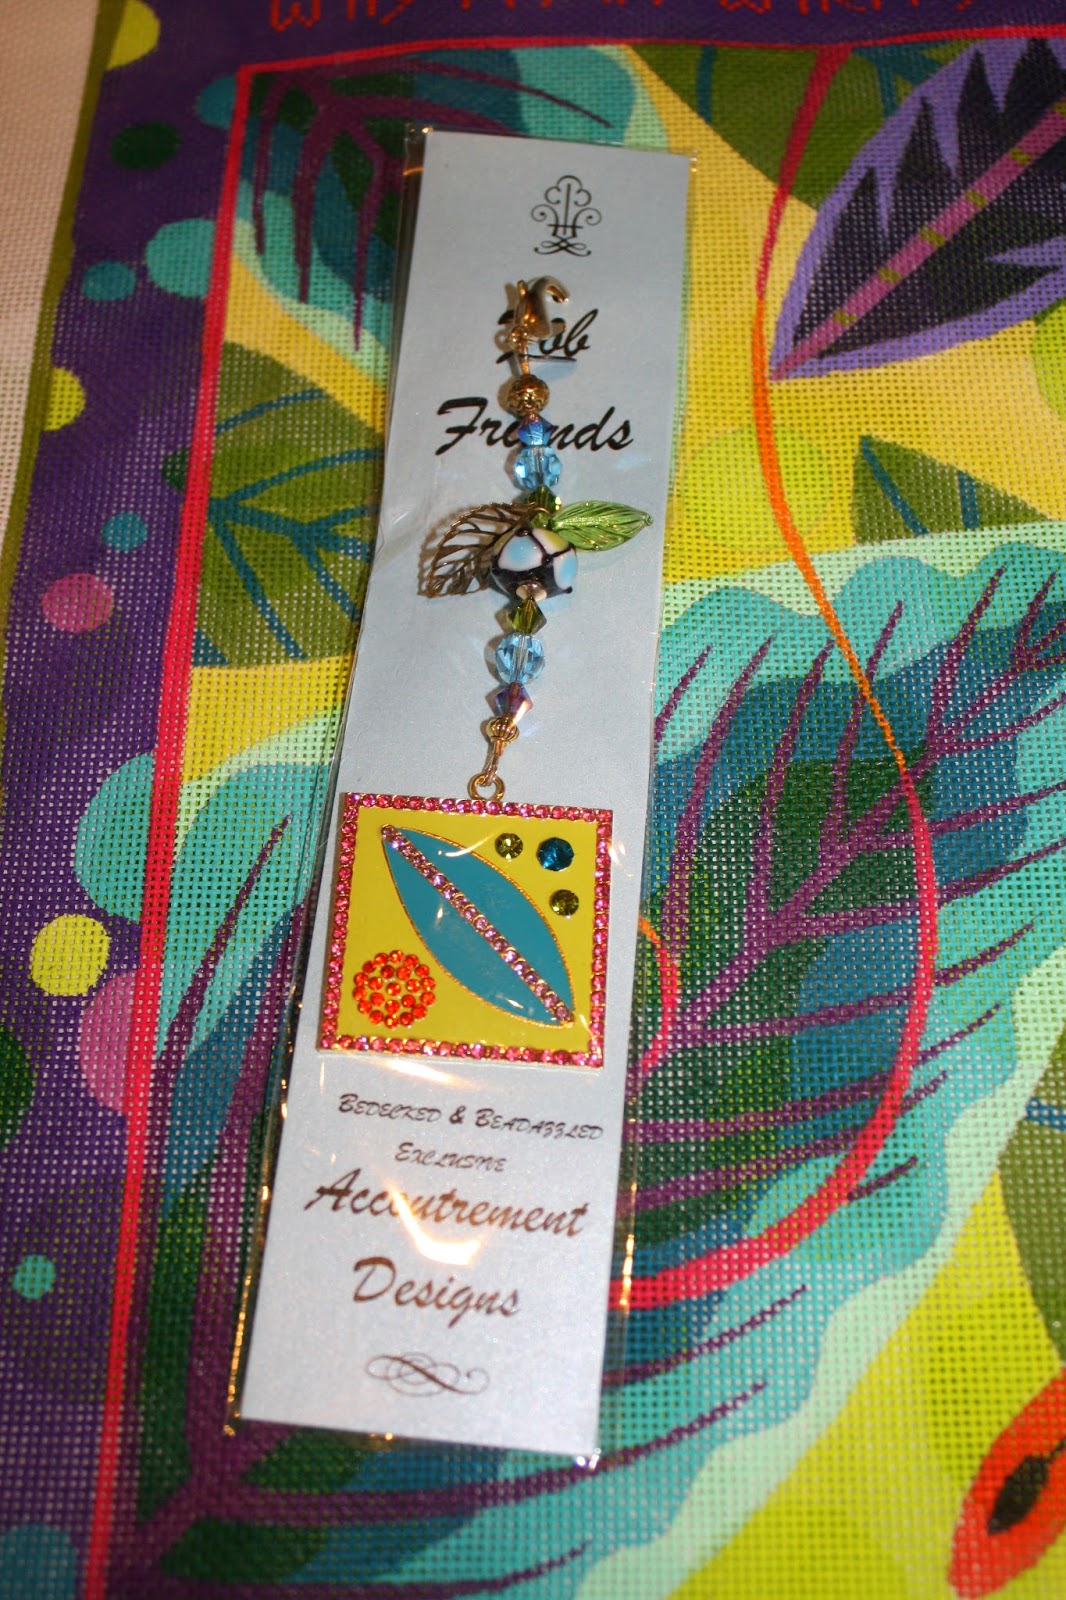 Fob
Friends
BEDECKED & BEADAZZLED
EXCLUSIVE
ACCOUTREMENT
DESIGNS